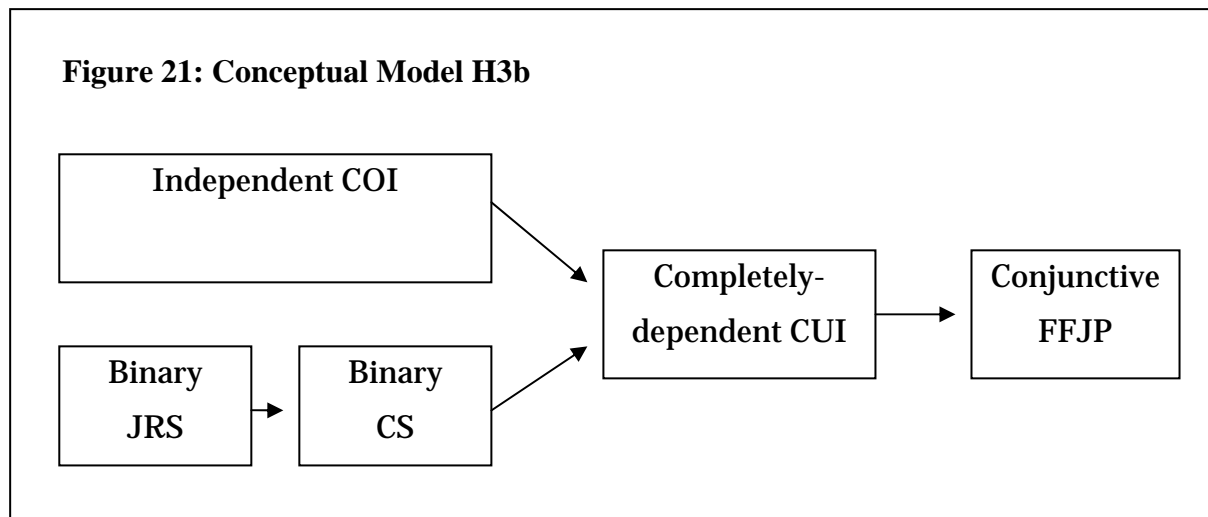 Figure 21: Conceptual Model H3b
Independent COI
Completely-
dependent CUI
Conjunctive
FFJP
Binary
JRS
Binary
CS